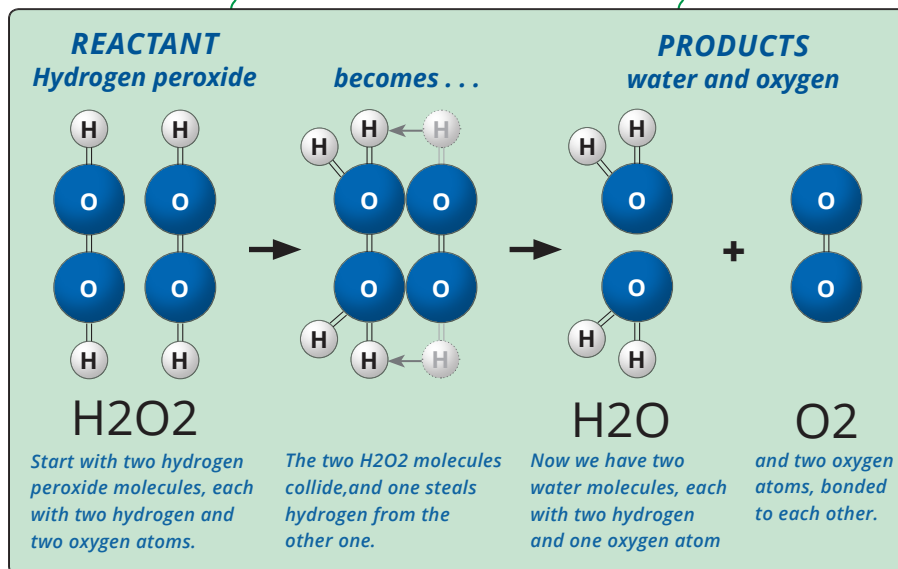 REACTANT
Hydrogen peroxide
becomes . . .
PRODUCTS
water and oxygen
H H H H H H
H H
O O O O O O
O O O O O O
H H
H H H H H H
H2O2
H2O
O2
Start with two hydrogen
peroxide molecules, each
with two hydrogen and
two oxygen atoms.
The two H2O2 molecules
collide,and one steals
hydrogen from the
other one.
Now we have two
water molecules, each
with two hydrogen
and one oxygen atom
and two oxygen
atoms, bonded
to each other.
+